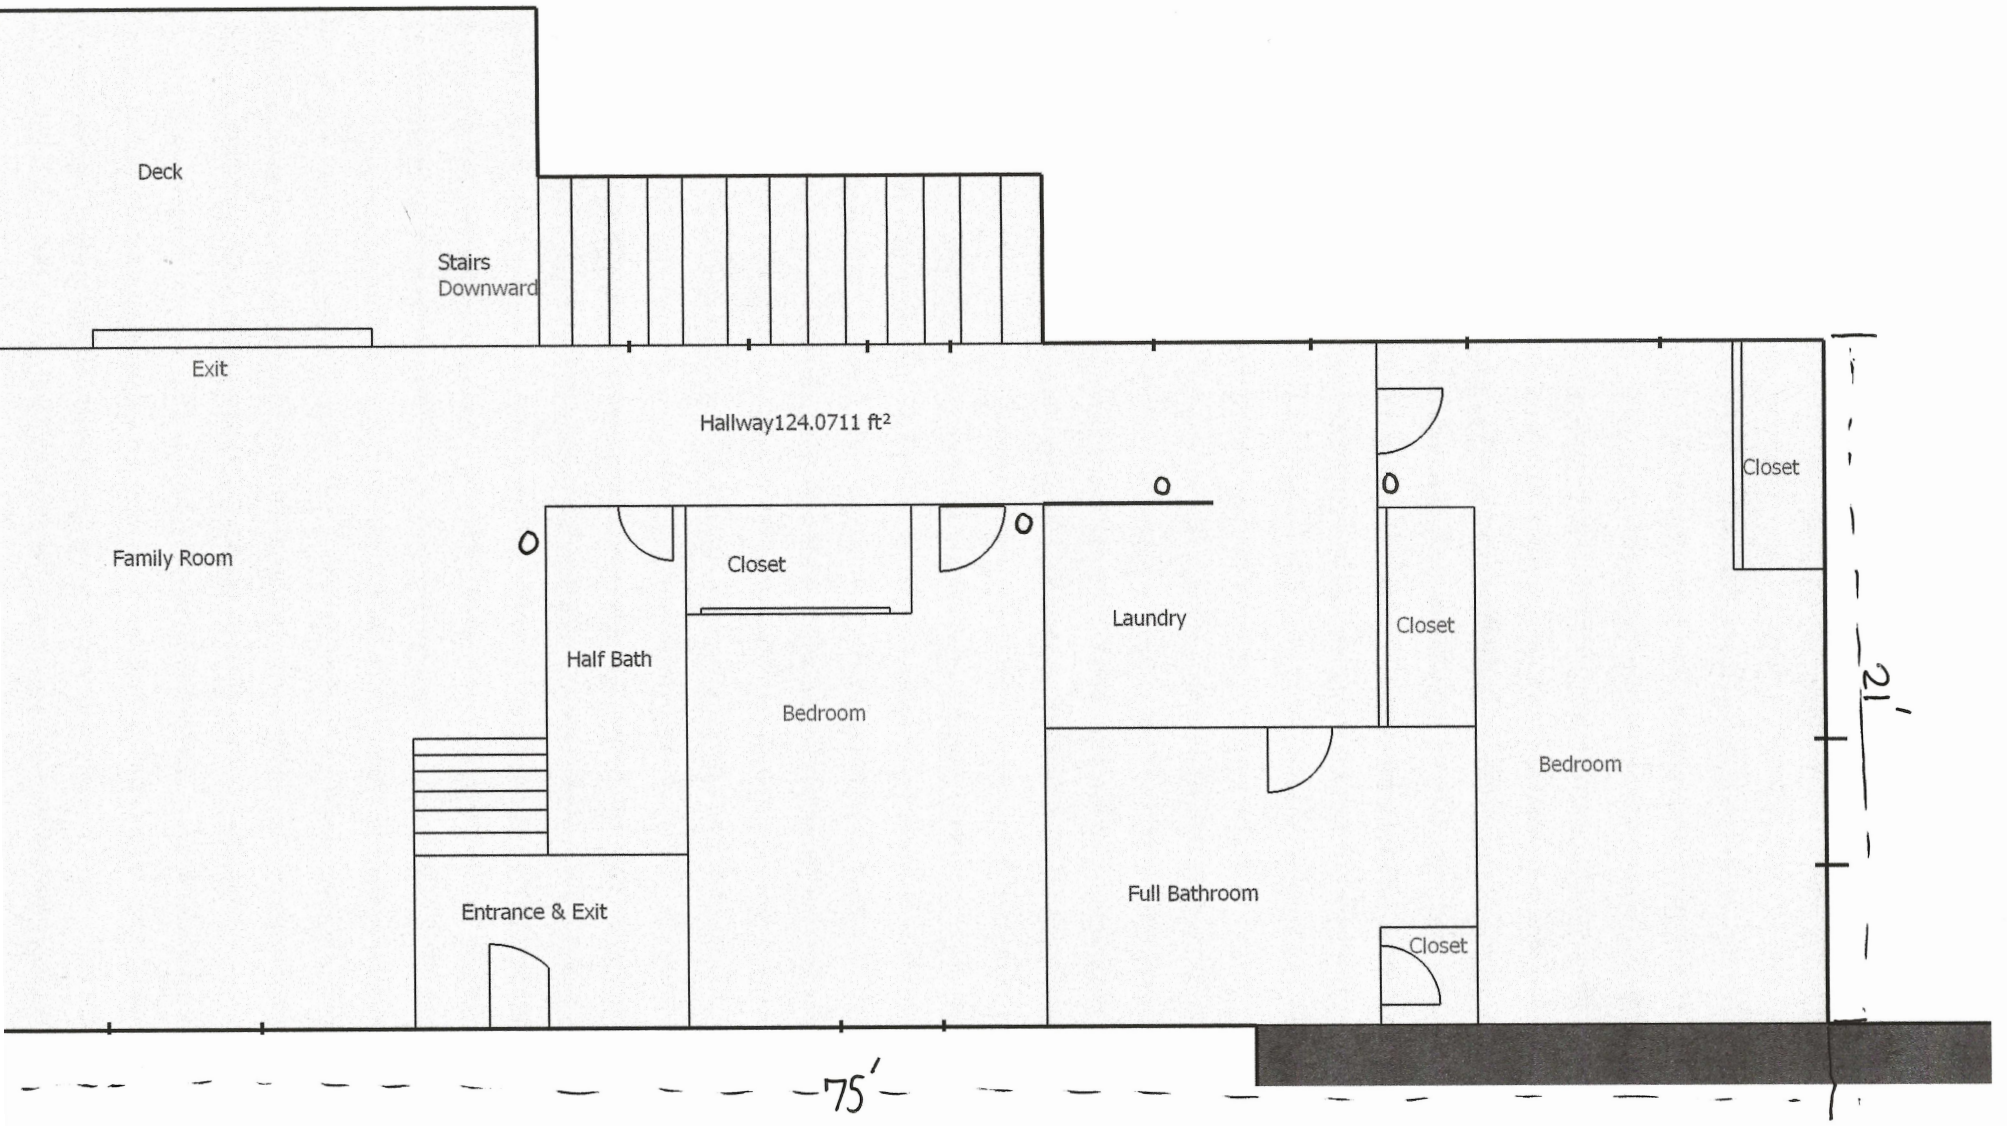 Deck
Stairs
Downward
Exit
Hallway124.0711 ft²
Closet
Family Room
Closet
Laundry
Closet
Half Bath
Bedroom
21'
Bedroom
Full Bathroom
Entrance & Exit
Closet
75'